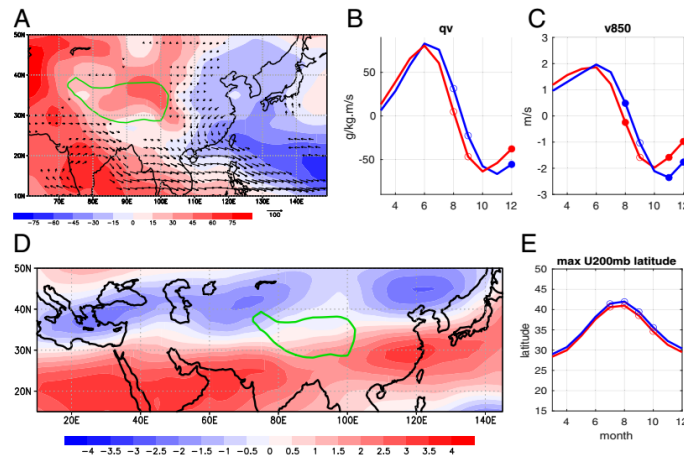 A
50N
40N
30N
20N
10N
70E 80E 90E 100E 110E 120E 130E 140E
-75 -60 -45 -30 -15 0 15 30 45 60 75
100
B
qv
g/kg.m/s
50
0
-50
4 6 8 10 12
C
v850
m/s
3
2
1
0
-1
-2
-3
4 6 8 10 12
D
50N
40N
30N
20N
20E 40E 60E 80E 100E 120E 140E
-4 -3.5 -3 -2.5 -2 -1.5 -1 -0.5 0 0.5 1 1.5 2 2.5 3 3.5 4
E
max U200mb latitude
latitude
50
45
40
35
30
25
20
15
4 6 8 10 12
month